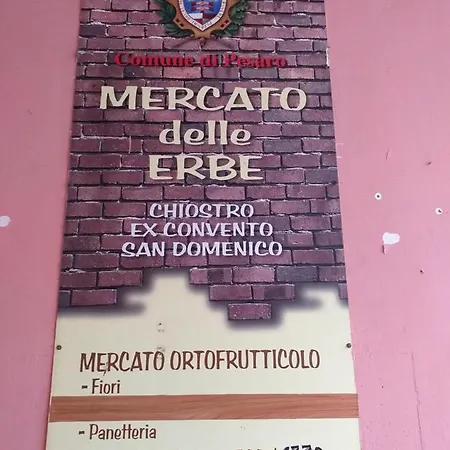 Comune di Pesaro
MERCATO
delle
ERBE
CHIOSTRO
EX CONVENTO
SAN DOMENICO
MERCATO ORTOFRUTTICOLO
- Fiori
- Panetteria